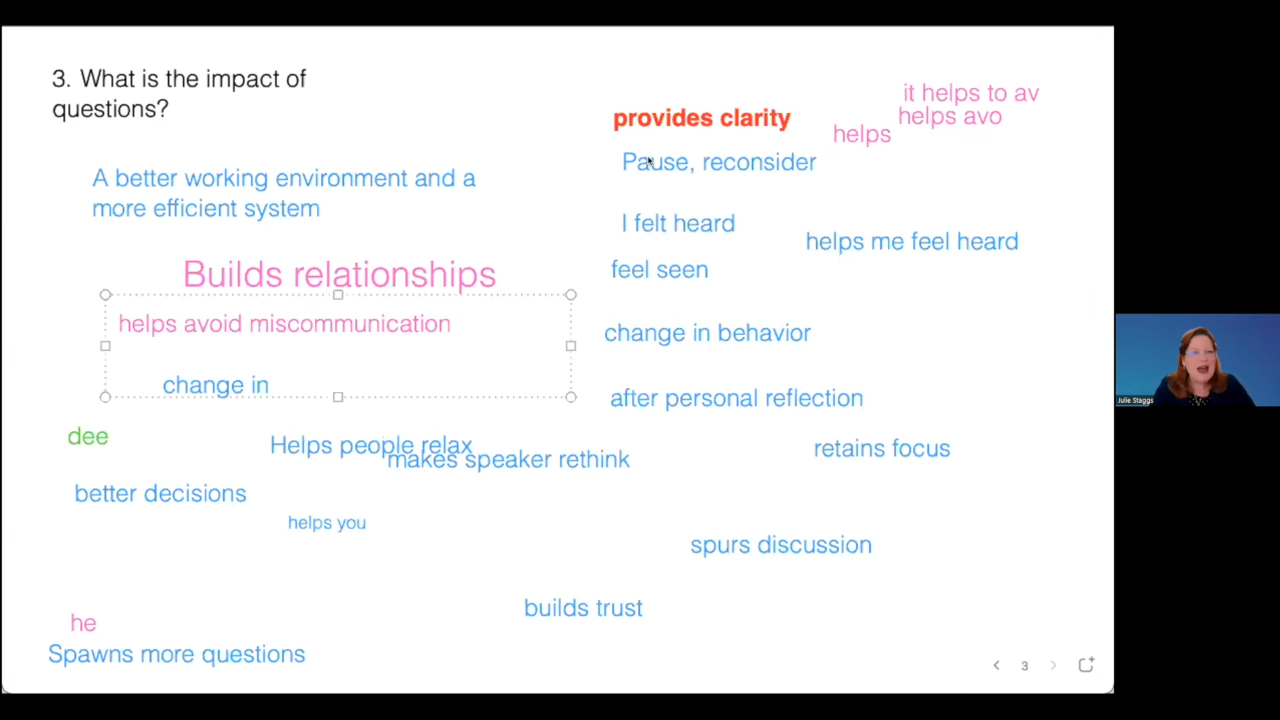 3. What is the impact of
questions?
it helps to av
helps avo
helps
provides clarity
Pause, reconsider
A better working environment and a
more efficient system
I felt heard
helps me feel heard
feel seen
Builds relationships
helps avoid miscommunication
change in behavior
change in
after personal reflection
dee
Helps people relax
makes speaker rethink
retains focus
better decisions
helps you
spurs discussion
builds trust
he
Spawns more questions
3
Julie Staggs